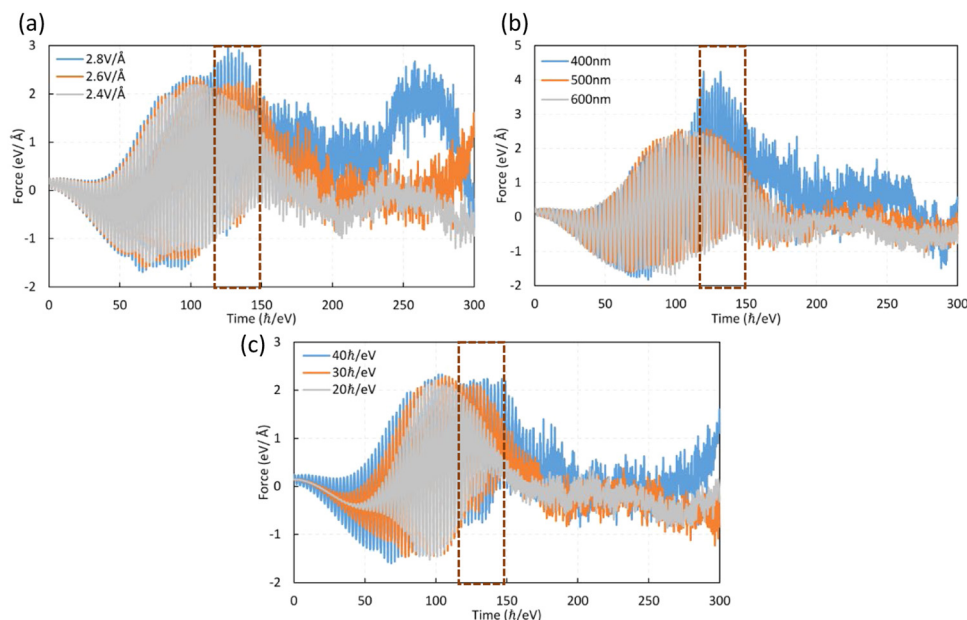 (a)
3
2
1
0
-1
-2
2.8V/Å
2.6V/Å
2.4V/Å
Force (eV/Å)
0 50 100 150 200 250 300
Time (ℏ/eV)
(b)
5
4
3
2
1
0
-1
-2
400nm
500nm
600nm
Force (eV/ Å)
0 50 100 150 200 250 300
Time (ℏ/eV)
(c)
3
2
1
0
-1
-2
40ℏ/eV
30ℏ/eV
20ℏ/eV
Force (eV/ Å)
0 50 100 150 200 250 300
Time (ℏ/eV)